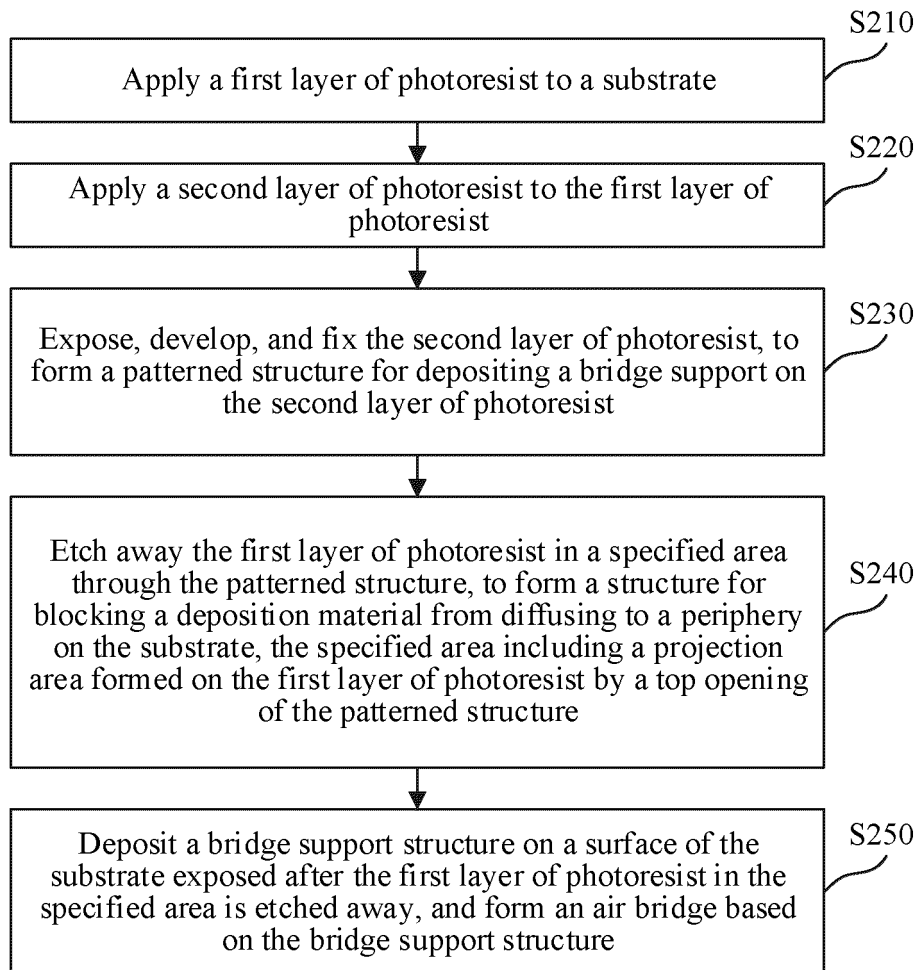 S210
Apply a first layer of photoresist to a substrate
S220
Apply a second layer of photoresist to the first layer of
photoresist
S230
Expose, develop, and fix the second layer of photoresist, to
form a patterned structure for depositing a bridge support on
the second layer of photoresist
S240
Etch away the first layer of photoresist in a specified area
through the patterned structure, to form a structure for
blocking a deposition material from diffusing to a periphery
on the substrate, the specified area including a projection
area formed on the first layer of photoresist by a top opening
of the patterned structure
S250
Deposit a bridge support structure on a surface of the
substrate exposed after the first layer of photoresist in the
specified area is etched away, and form an air bridge based
on the bridge support structure